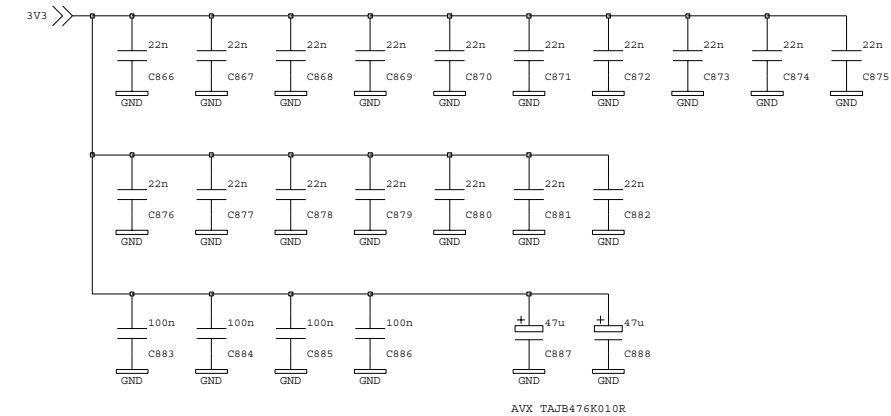 3V3
22n 22n 22n 22n 22n 22n 22n 22n 22n 22n
C866 C867 C868 C869 C870 C871 C872 C873 C874 C875
GND GND GND GND GND GND GND GND GND GND
22n 22n 22n 22n 22n 22n 22n
C876 C877 C878 C879 C880 C881 C882
GND GND GND GND GND GND GND
100n 100n 100n 100n + 47u + 47u
C883 C884 C885 C886 C887 C888
GND GND GND GND GND GND
AVX TAJB476K010R